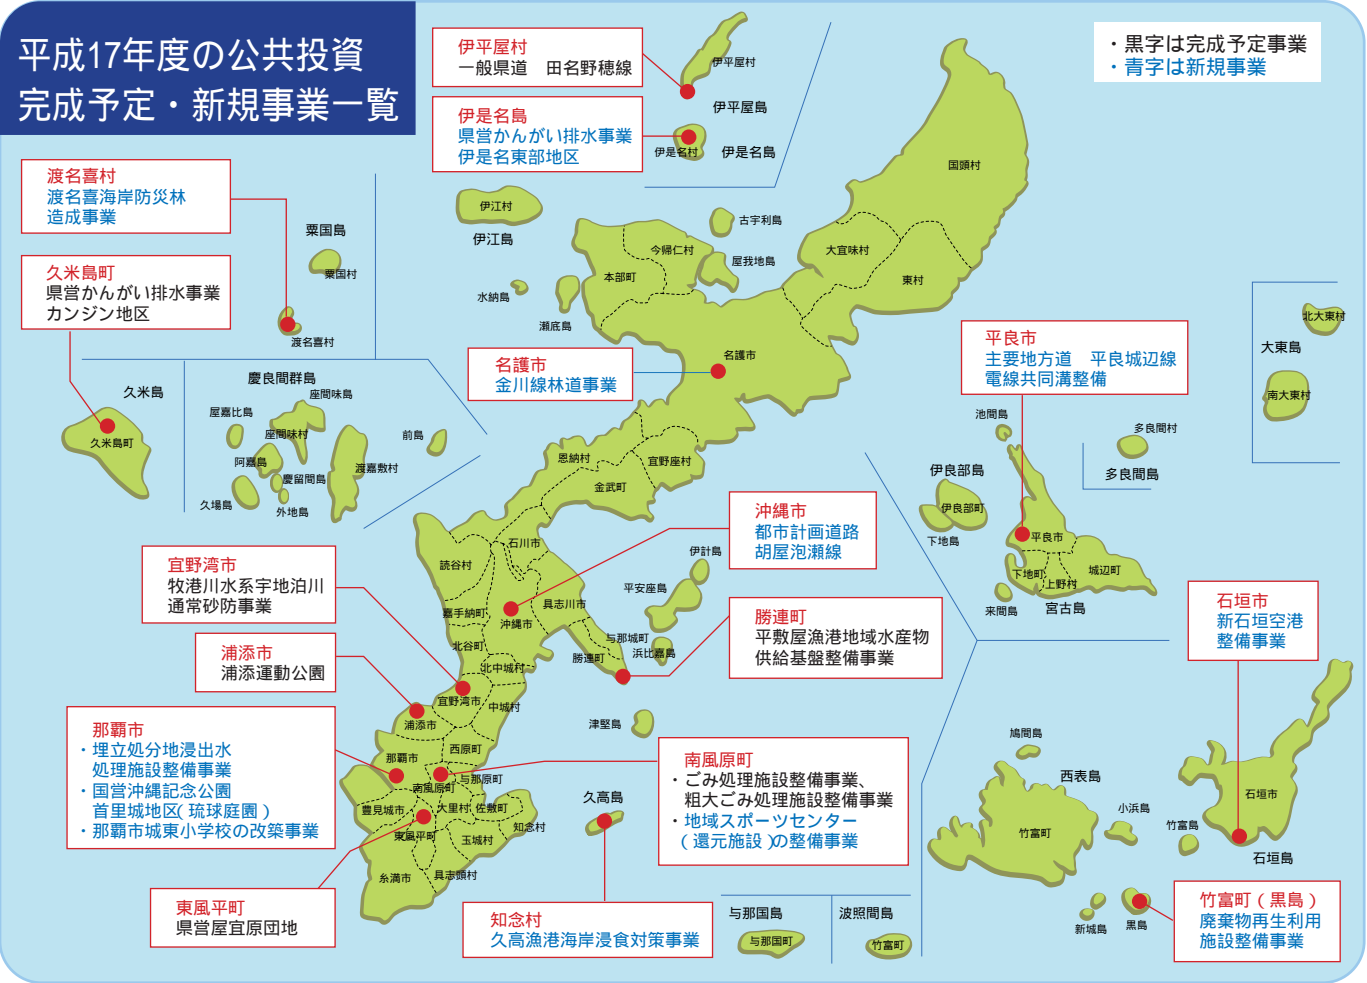 平成17年度の公共投資
完成予定・新規事業一覧
・黒字は完成予定事業
・青字は新規事業
伊平屋村
一般県道　田名野穂線
伊是名島
県営かんがい排水事業
伊是名東部地区
渡名喜村
渡名喜海岸防災林
造成事業
久米島町
県営かんがい排水事業
カンジン地区
名護市
金川線林道事業
平良市
主要地方道　平良城辺線
電線共同溝整備
沖縄市
都市計画道路
胡屋泡瀬線
宜野湾市
牧港川水系宇地泊川
通常砂防事業
浦添市
浦添運動公園
勝連町
平敷屋漁港地域水産物
供給基盤整備事業
石垣市
新石垣空港
整備事業
那覇市
・埋立処分地浸出水
処理施設整備事業
・国営沖縄記念公園
首里城地区(琉球庭園)
・那覇市城東小学校の改築事業
南風原町
・ごみ処理施設整備事業、
粗大ごみ処理施設整備事業
・地域スポーツセンター
(還元施設)の整備事業
東風平町
県営屋宜原団地
知念村
久高漁港海岸浸食対策事業
竹富町(黒島)
廃棄物再生利用
施設整備事業
伊平屋村
伊平屋島
伊是名村
伊是名島
国頭村
伊江村
伊江島
古宇利島
今帰仁村
屋我地島
本部町
大宜味村
東村
水納島
瀬底島
名護市
粟国島
粟国村
渡名喜村
久米島
久米島町
慶良間群島
座間味島
屋嘉比島
座間味村
阿嘉島
慶留間島
渡嘉敷村
前島
久場島
外地島
北大東村
大東島
南大東村
池間島
多良間村
多良間島
伊良部島
伊良部町
下地島
平良市
下地町
上野村
城辺町
来間島
宮古島
恩納村
宜野座村
金武町
石川市
読谷村
嘉手納町
沖縄市
具志川市
伊計島
平安座島
与那城町
浜比嘉島
勝連町
北谷町
北中城村
宜野湾市
中城村
津堅島
浦添市
西原町
那覇市
南風原町
与那原町
豊見城市
大里村
佐敷町
知念村
東風平町
玉城村
糸満市
具志頭村
久高島
鳩間島
西表島
小浜島
竹富町
竹富島
石垣市
石垣島
新城島
黒島
与那国島
与那国町
波照間島
竹富町